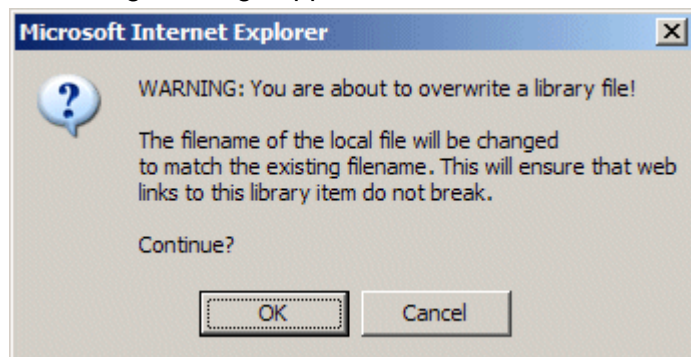 Microsoft Internet Explorer
WARNING: You are about to overwrite a library file!
The filename of the local file will be changed
to match the existing filename. This will ensure that web
links to this library item do not break.
Continue?
OK Cancel